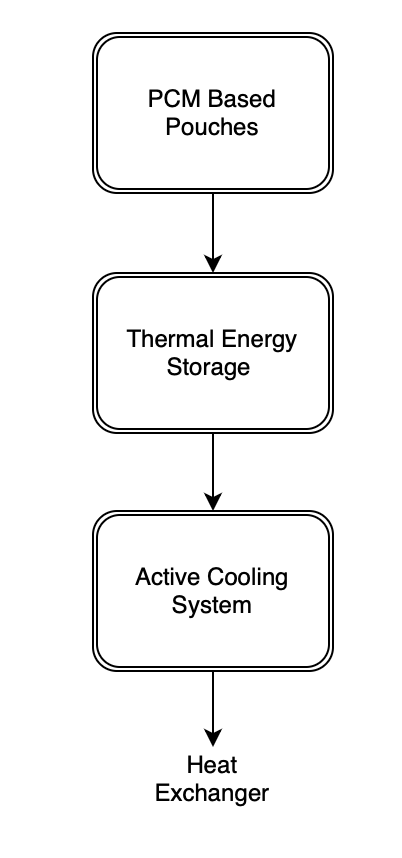 PCM Based
Pouches
Thermal Energy
Storage
Active Cooling
System
Heat
Exchanger